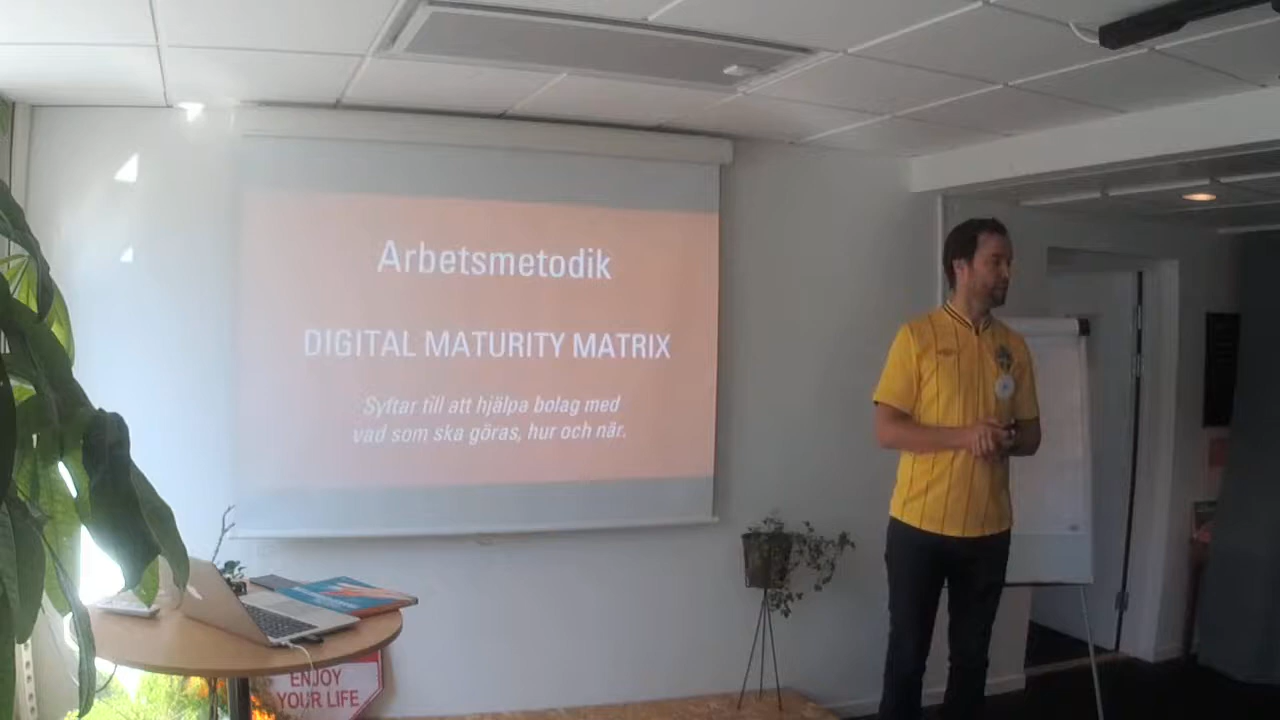 Arbetsmetodik
DIGITAL MATURITY MATRIX
Syftar till att hjälpa bolag med
vad som ska göras, hur och när.
ENJOY
YOUR LIFE